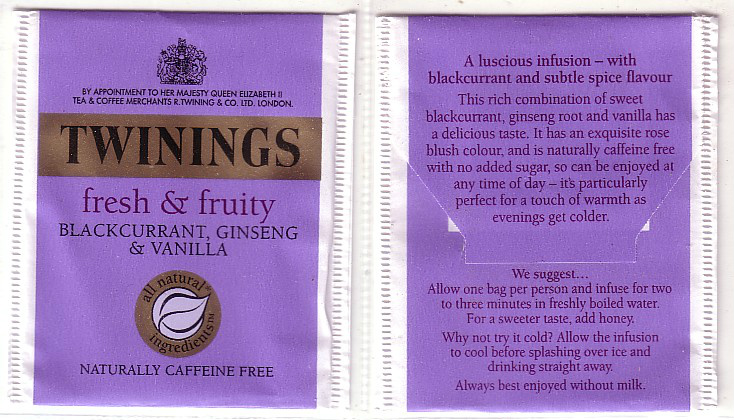 BY APPOINTMENT TO HER MAJESTY QUEEN ELIZABETH II
TEA & COFFEE MERCHANTS R.TWINING & CO. LTD. LONDON.
TWININGS
fresh & fruity
BLACKCURRANT, GINSENG
& VANILLA
all natural
ingredients™
NATURALLY CAFFEINE FREE
A luscious infusion – with
blackcurrant and subtle spice flavour
This rich combination of sweet
blackcurrant, ginseng root and vanilla has
a delicious taste. It has an exquisite rose
blush colour, and is naturally caffeine free
with no added sugar, so can be enjoyed at
any time of day – it's particularly
perfect for a touch of warmth as
evenings get colder.
We suggest...
Allow one bag per person and infuse for two
to three minutes in freshly boiled water.
For a sweeter taste, add honey.
Why not try it cold? Allow the infusion
to cool before splashing over ice and
drinking straight away.
Always best enjoyed without milk.